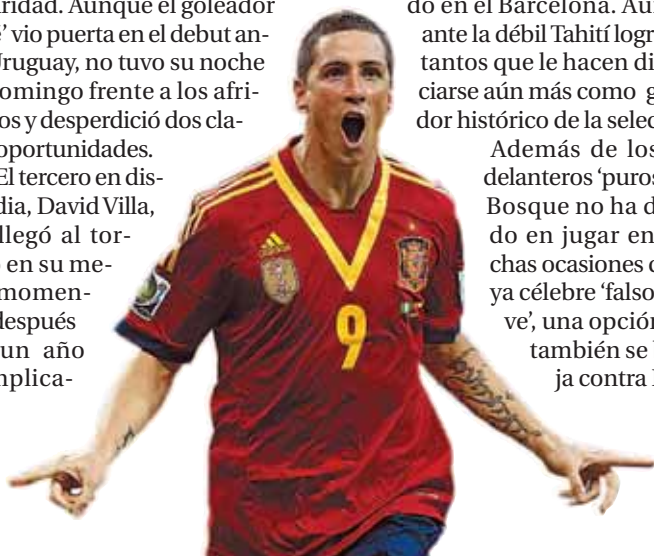 ridad. Aunque el goleador
’ vio puerta en el debut an-
Uruguay, no tuvo su noche
omingo frente a los afri-
os y desperdició dos cla-
oportunidades.
El tercero en dis-
dia, David Villa,
llegó al tor-
en su me-
momen-
después
un año
mplica-
9
do en el Barcelona. Au
ante la débil Tahití logr
tantos que le hacen di
ciarse aún más como g
dor histórico de la selec
Además de los
delanteros ‘puros
Bosque no ha d
do en jugar en
chas ocasiones
ya célebre ‘falso
ve’, una opción
también se
ja contra